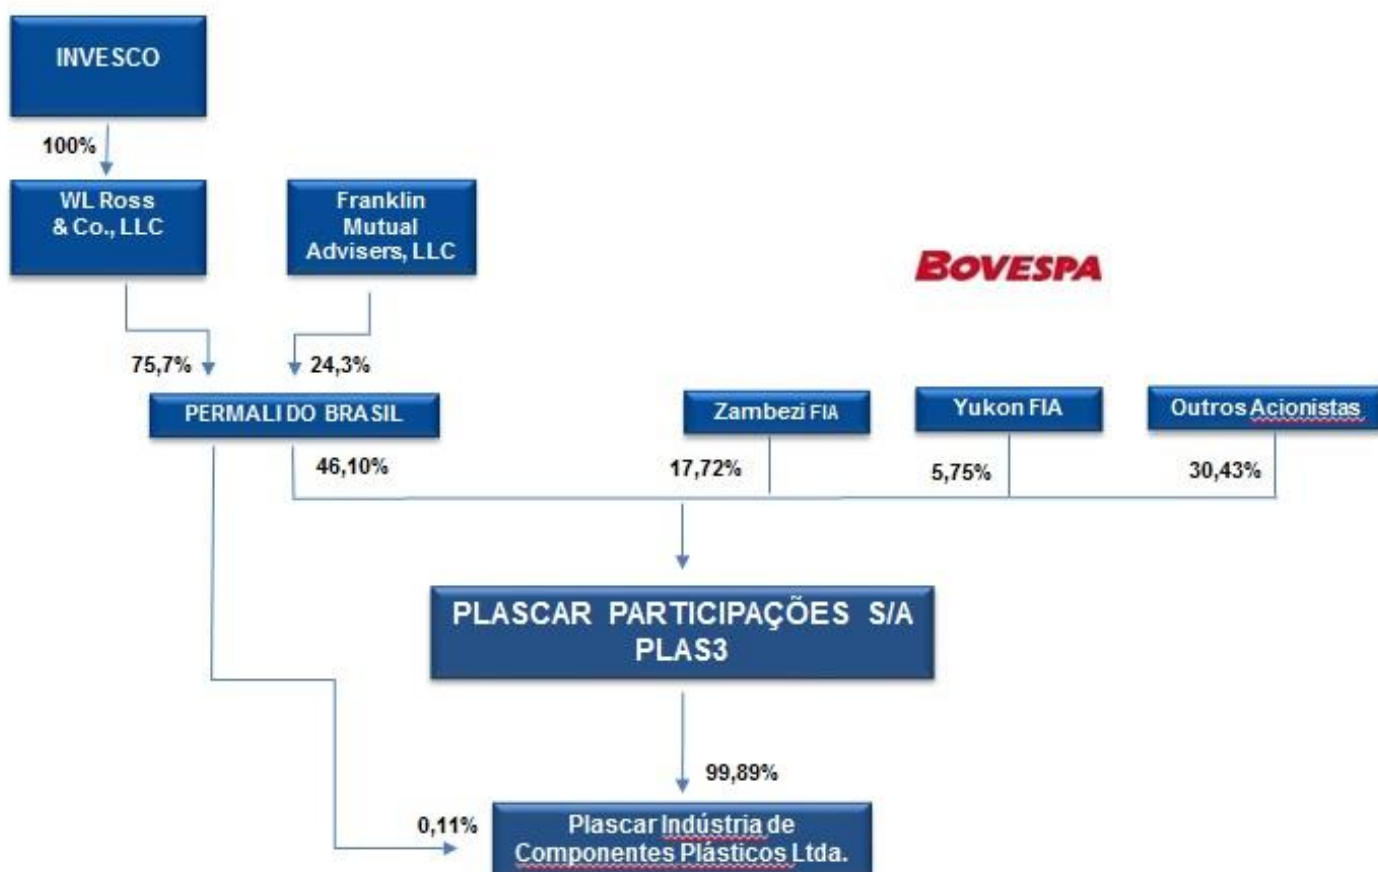 INVESCO
100%
WL Ross
& Co., LLC
Franklin
Mutual
Advisers, LLC
BOVESPA
75,7%
24,3%
PERMALI DO BRASIL
Zambezi FIA
Yukon FIA
Outros Acionistas
46,10%
17,72%
5,75%
30,43%
PLASCAR PARTICIPAÇÕES S/A
PLAS3
99,89%
0,11%
Plascar Indústria de
Componentes Plásticos Ltda.